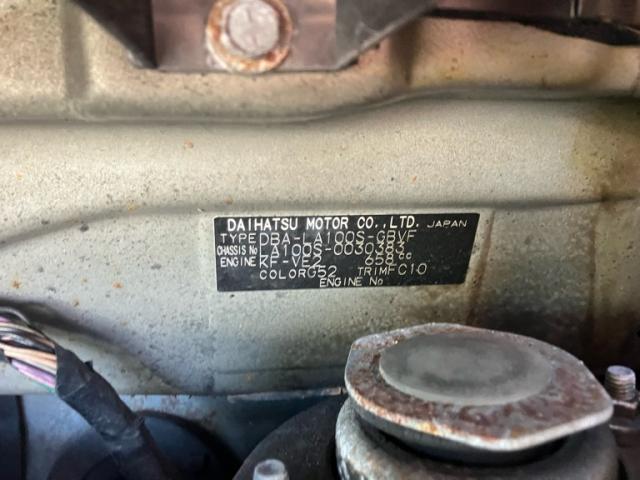 DAIHATSU MOTOR CO.,LTD. JAPAN
TYPE DBA-LA100S-GBVF
CHASSIS No LA100S-0030383
ENGINE KF-VE2 658cc
COLOR G52 TRIM FC10
ENGINE No